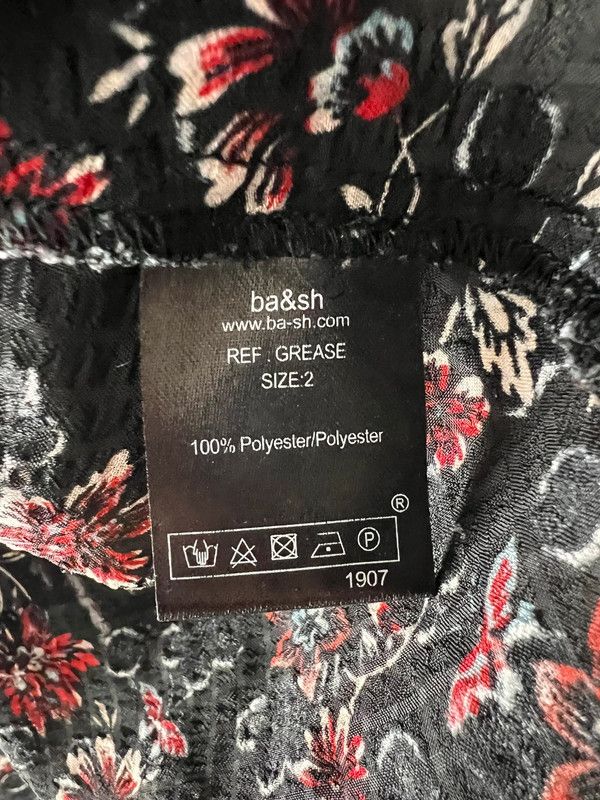 ba&sh
www.ba-sh.com
REF . GREASE
SIZE:2
100% Polyester/Polyester
®
P
1907